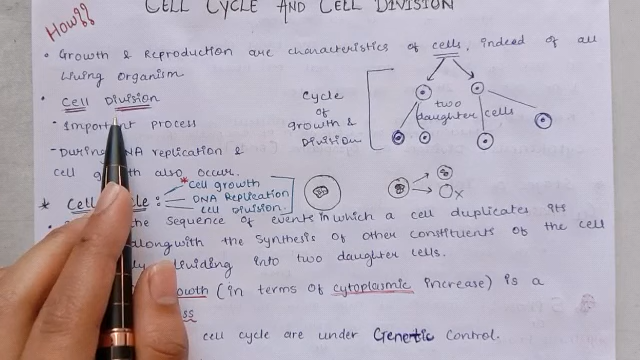 CELL CYCLE AND CELL DIVISION
How??
• Growth & Reproduction are characteristics of cells, indeed of all
living organism
• Cell Division
- Important process
- During DNA replication &
cell growth also occur.
Cycle
of
growth &
Division
two
daughter cells
* Cell Cycle :
* Cell growth
DNA Replication
cell Division.
the sequence of events in which a cell duplicates its
along with the synthesis of other constituents of the cell
dividing into two daughter cells.
growth (in terms of cytoplasmic increase) is a
cell cycle are under Genetic Control.